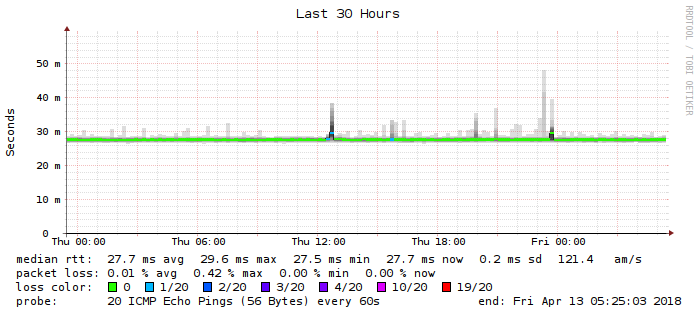 Last 30 Hours
RRDTOOL / TOBI OETIKER
Seconds
50 m
40 m
30 m
20 m
10 m
0
Thu 00:00 Thu 06:00 Thu 12:00 Thu 18:00 Fri 00:00
median rtt: 27.7 ms avg 29.6 ms max 27.5 ms min 27.7 ms now 0.2 ms sd 121.4 am/s
packet loss: 0.01 % avg 0.42 % max 0.00 % min 0.00 % now
loss color: 0 1/20 2/20 3/20 4/20 10/20 19/20
probe: 20 ICMP Echo Pings (56 Bytes) every 60s end: Fri Apr 13 05:25:03 2018